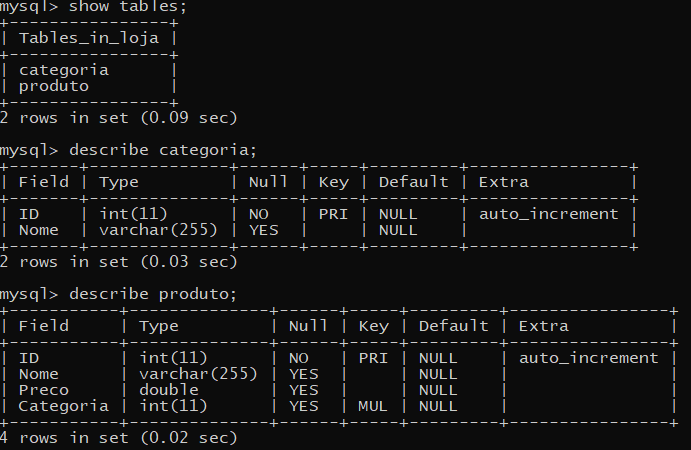 mysql> show tables;
+----------------+
| Tables_in_loja |
+----------------+
| categoria      |
| produto        |
+----------------+
2 rows in set (0.09 sec)
mysql> describe categoria;
+-------+--------------+------+-----+---------+----------------+
| Field | Type         | Null | Key | Default | Extra          |
+-------+--------------+------+-----+---------+----------------+
| ID    | int(11)      | NO   | PRI | NULL    | auto_increment |
| Nome  | varchar(255) | YES  |     | NULL    |                |
+-------+--------------+------+-----+---------+----------------+
2 rows in set (0.03 sec)
mysql> describe produto;
+-----------+--------------+------+-----+---------+----------------+
| Field     | Type         | Null | Key | Default | Extra          |
+-----------+--------------+------+-----+---------+----------------+
| ID        | int(11)      | NO   | PRI | NULL    | auto_increment |
| Nome      | varchar(255) | YES  |     | NULL    |                |
| Preco     | double       | YES  |     | NULL    |                |
| Categoria | int(11)      | YES  | MUL | NULL    |                |
+-----------+--------------+------+-----+---------+----------------+
4 rows in set (0.02 sec)